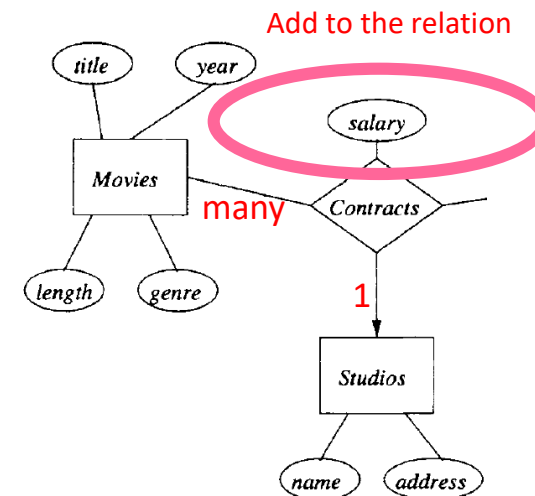 Add to the relation
title
year
salary
Movies
many
Contracts
length
genre
1
Studios
name
address